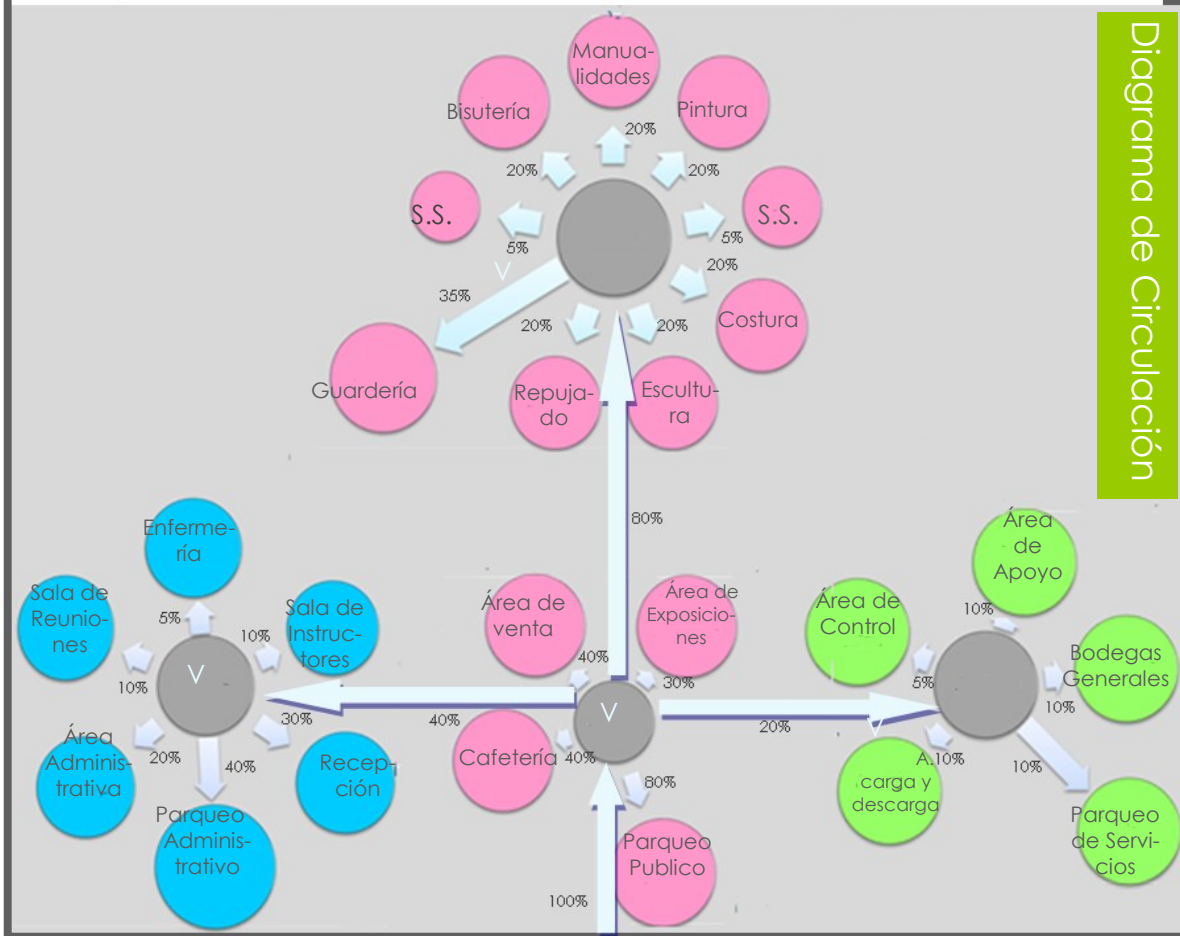 Diagrama de Circulación
Manua-
lidades
20%
Bisutería
20%
Pintura
20%
S.S.
5%
S.S.
5%
V
35%
Guardería
20%
Costura
20%
Repujado-
do
20%
Escultu-
ra
80%
Enferme-
ría
5%
Sala de
Reunio-
nes
10%
Sala de
Instruc-
tores
10%
V
Área
Adminis-
trativa
20%
Parqueo
Adminis-
trativo
40%
Recep-
ción
30%
40%
Área de
venta
40%
Área de
Exposicio-
nes
30%
V
Cafetería
40%
80%
Parqueo
Publico
100%
20%
Área de
Control
5%
Área
de
Apoyo
10%
Bodegas
Generales
10%
A.10%
carga y
descarga
10%
Parqueo
de Servi-
cios